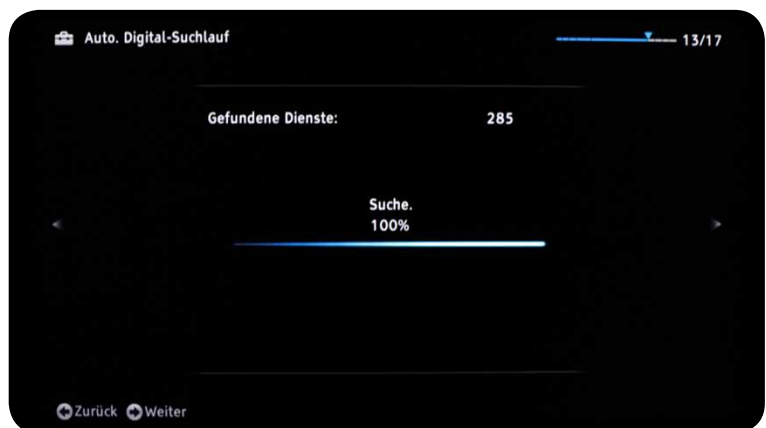 Auto. Digital-Suchlauf
13/17
Gefundene Dienste: 285
Suche.
100%
Zurück Weiter